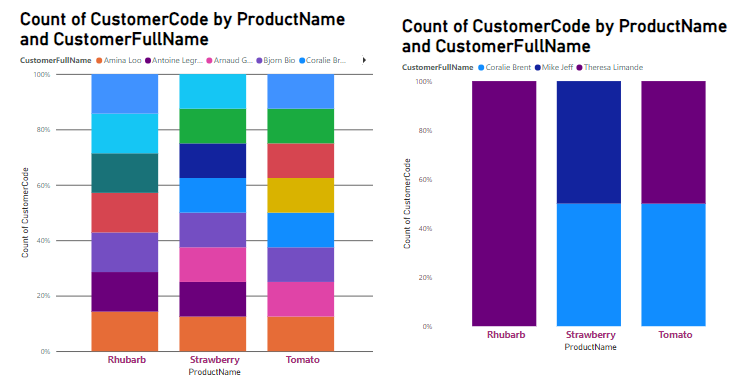 Count of CustomerCode by ProductName
and CustomerFullName
CustomerFullName Amina Loo Antoine Legr... Arnaud G... Bjorn Bio Coralie Br...
100%
80%
60%
40%
20%
0%
Count of CustomerCode
Rhubarb Strawberry Tomato
ProductName
Count of CustomerCode by ProductName
and CustomerFullName
CustomerFullName Coralie Brent Mike Jeff Theresa Limande
100%
80%
60%
40%
20%
0%
Count of CustomerCode
Rhubarb Strawberry Tomato
ProductName